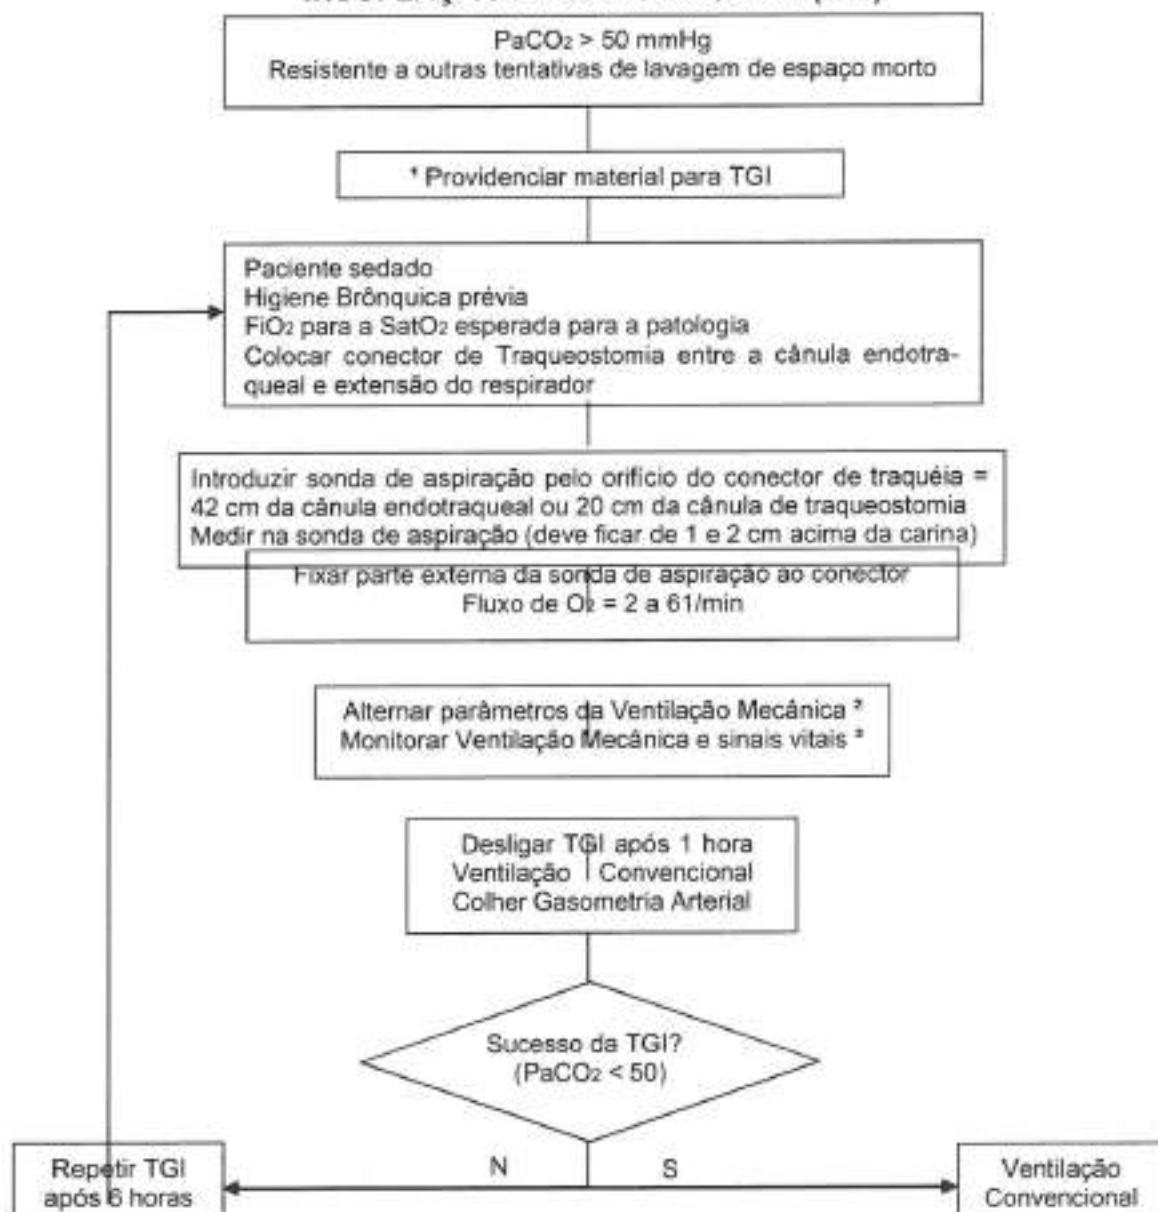 PaCO2 > 50 mmHg
Resistente a outras tentativas de lavagem de espaço morto
¹ Providenciar material para TGI
Paciente sedado
Higiene Brônquica prévia
FiO2 para a SatO2 esperada para a patologia
Colocar conector de Traqueostomia entre a cânula endotra-
queal e extensão do respirador
Introduzir sonda de aspiração pelo orifício do conector de traquéia =
42 cm da cânula endotraqueal ou 20 cm da cânula de traqueostomia
Medir na sonda de aspiração (deve ficar de 1 e 2 cm acima da carina)
Fixar parte externa da sonda de aspiração ao conector
Fluxo de O2 = 2 a 61/min
Alternar parâmetros da Ventilação Mecânica ²
Monitorar Ventilação Mecânica e sinais vitais ³
Desligar TGI após 1 hora
Ventilação Convencional
Colher Gasometria Arterial
Sucesso da TGI?
(PaCO2 < 50)
N S
Repetir TGI
após 6 horas
Ventilação
Convencional